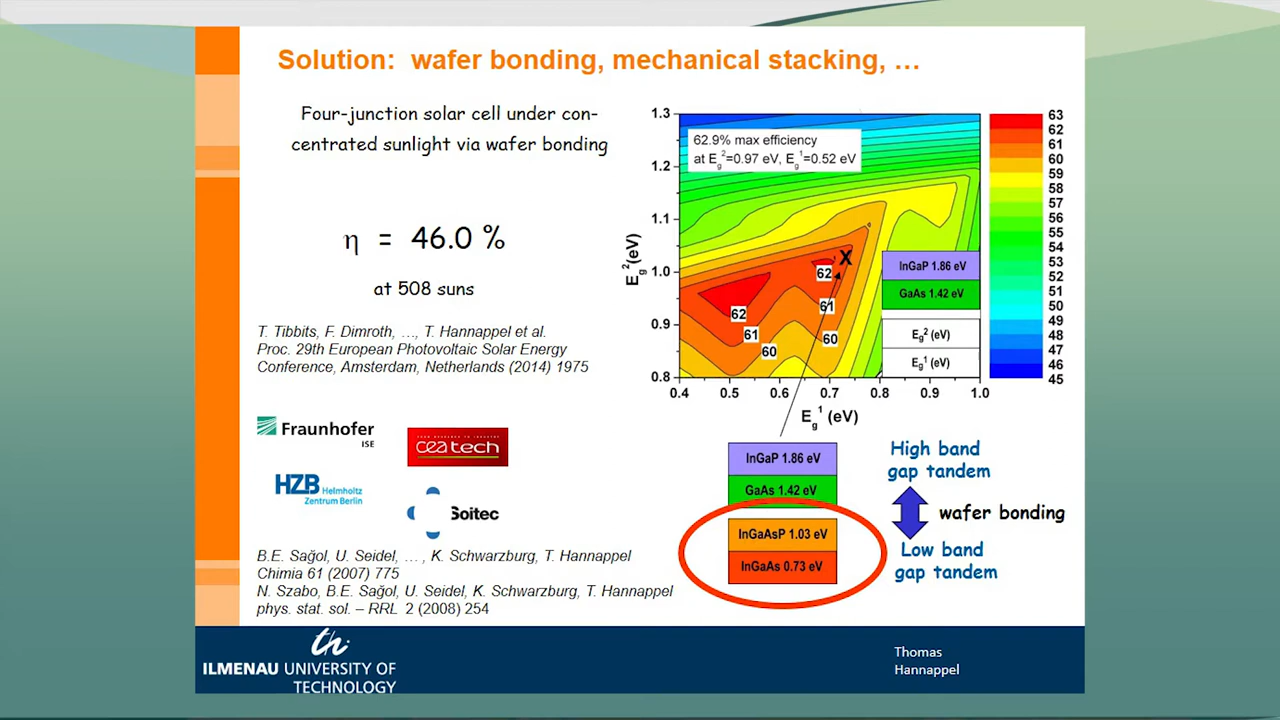 Solution: wafer bonding, mechanical stacking, …
Four-junction solar cell under con-
centrated sunlight via wafer bonding
η = 46.0 %
at 508 suns
T. Tibbits, F. Dimroth, …, T. Hannappel et al.
Proc. 29th European Photovoltaic Solar Energy
Conference, Amsterdam, Netherlands (2014) 1975
Fraunhofer
ISE
FROM RESEARCH TO INDUSTRY
ceatech
HZB Helmholtz
Zentrum Berlin
Soitec
B.E. Sağol, U. Seidel, … , K. Schwarzburg, T. Hannappel
Chimia 61 (2007) 775
N. Szabo, B.E. Sağol, U. Seidel, K. Schwarzburg, T. Hannappel
phys. stat. sol. – RRL 2 (2008) 254
62.9% max efficiency
at Eg²=0.97 eV, Eg¹=0.52 eV
1.3
1.2
1.1
1.0
0.9
0.8
Eg²(eV)
62
61
60
62
61
60
X
InGaP 1.86 eV
GaAs 1.42 eV
Eg² (eV)
Eg¹ (eV)
0.4 0.5 0.6 0.7 0.8 0.9 1.0
Eg¹ (eV)
63
62
61
60
59
58
57
56
55
54
53
52
51
50
49
48
47
46
45
InGaP 1.86 eV
GaAs 1.42 eV
InGaAsP 1.03 eV
InGaAs 0.73 eV
High band
gap tandem
wafer bonding
Low band
gap tandem
th.
ILMENAU UNIVERSITY OF
TECHNOLOGY
Thomas
Hannappel